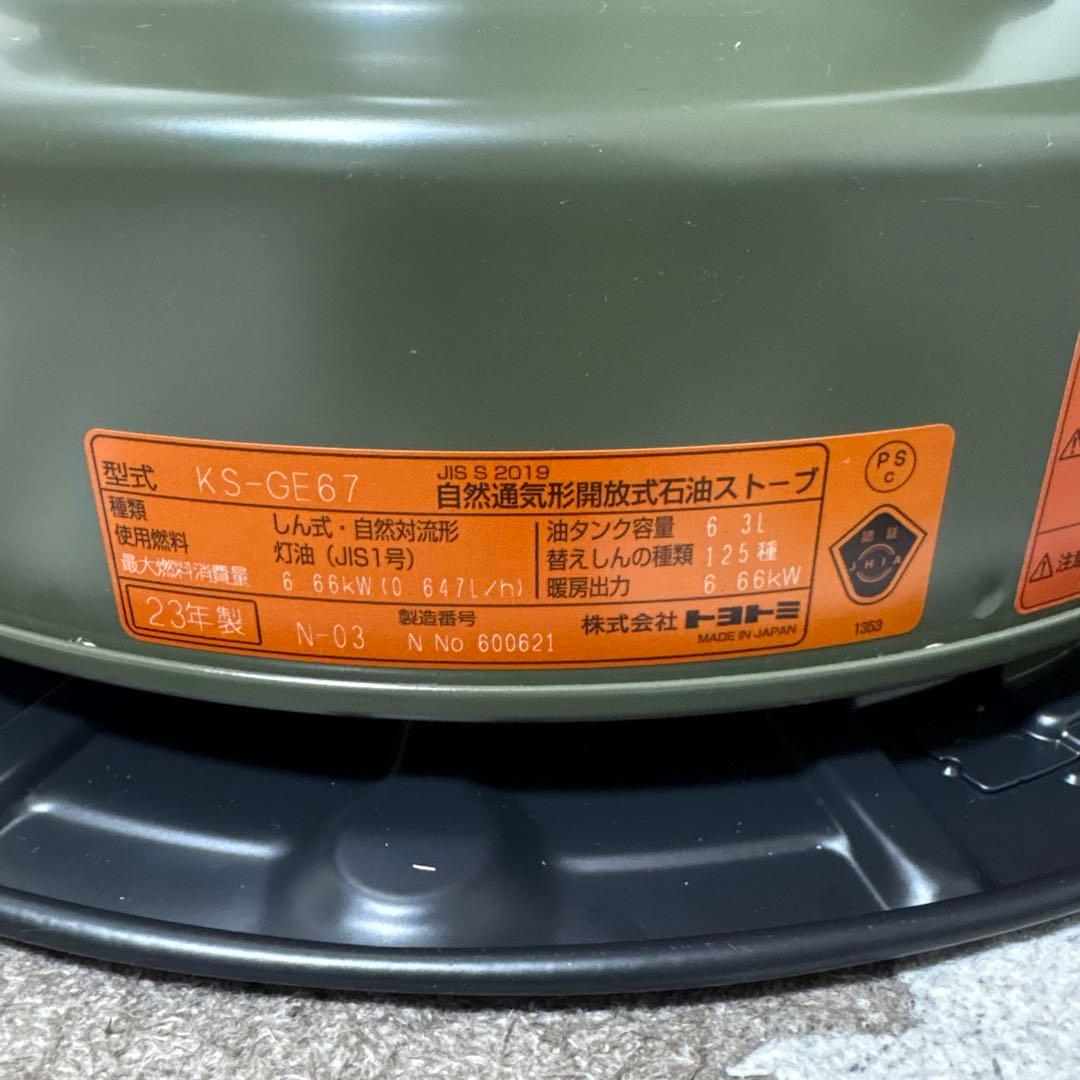 型式 KS-GE67
JIS S 2019
自然通気形開放式石油ストーブ
種類 しん式・自然対流形
使用燃料 灯油(JIS1号)
最大燃料消費量 6.66kW(0.647L/h)
油タンク容量 6.3L
替えしんの種類 125種
暖房出力 6.66kW
23年製
N-03
製造番号
N No 600621
株式会社トヨトミ
MADE IN JAPAN
PS
C
認証
JHIA
1353
注意